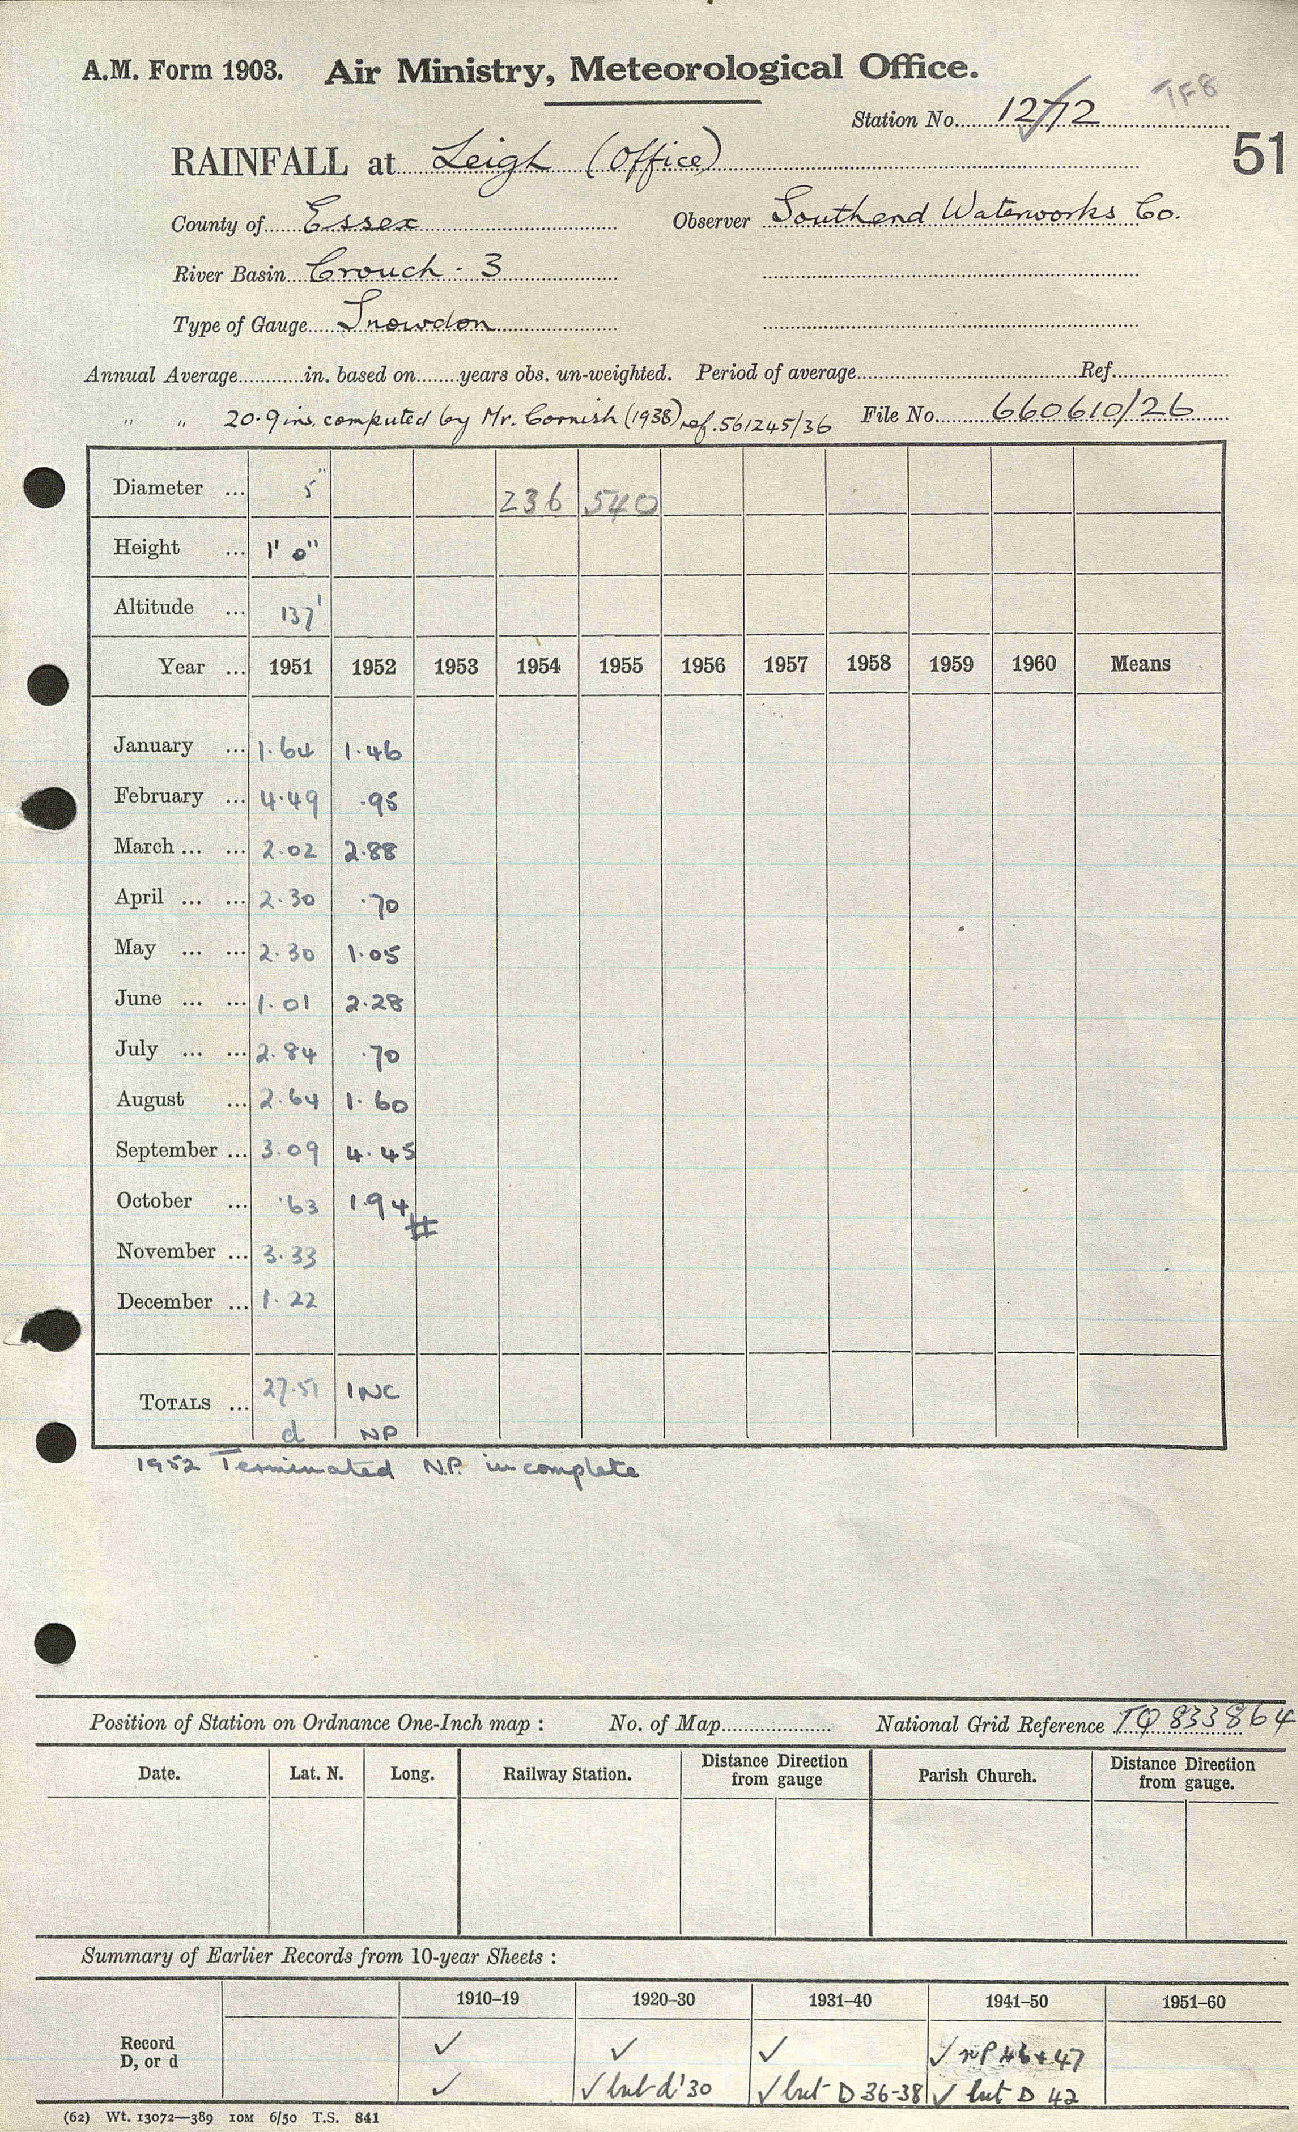 A.M. Form 1903. Air Ministry, Meteorological Office.
TF8
Station No. 12/72
51
RAINFALL at Leigh (Office)
County of Essex Observer Southend Waterworks Co.
River Basin Crouch - 3
Type of Gauge Snowdon
Annual Average in. based on years obs. un-weighted. Period of average Ref.
" " 20.9 ins. computed by Mr. Cornish (1938) ref. 561245/36 File No. 660610/26
Diameter ... 5" 236 540
Height ... 1' 0"
Altitude ... 137'
Year ... 1951 1952 1953 1954 1955 1956 1957 1958 1959 1960 Means
January ... 1.64 1.46
February ... 4.49 .95
March ... ... 2.02 2.88
April ... ... 2.30 .70
May ... ... 2.30 1.05
June ... ... 1.01 2.28
July ... ... 2.84 .70
August ... 2.64 1.60
September ... 3.09 4.45
October ... .63 1.94 #
November ... 3.33
December ... 1.22
TOTALS ... 27.51 INC
d NP
1952 Terminated N.P. incomplete
Position of Station on Ordnance One-Inch map : No. of Map National Grid Reference TQ 833864
Date. Lat. N. Long. Railway Station. Distance Direction from gauge Parish Church. Distance Direction from gauge.
Summary of Earlier Records from 10-year Sheets :
1910–19 1920–30 1931–40 1941–50 1951–60
Record ✓ ✓ ✓ ✓ NP 46+47
D, or d ✓ ✓ but d '30 ✓ but D 36-38 ✓ but D 42
(62) Wt. 13072—389 10M 6/50 T.S. 841